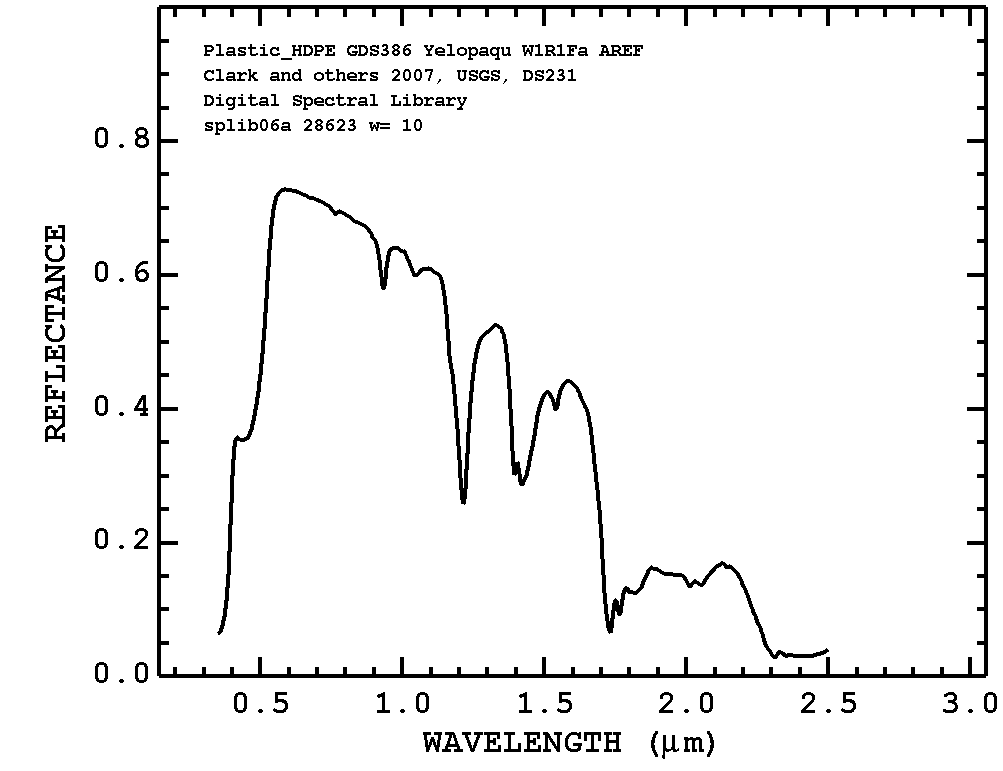 Plastic_HDPE GDS386 Yelopaqu W1R1Fa AREF
Clark and others 2007, USGS, DS231
Digital Spectral Library
splib06a 28623 w= 10
0.8
0.6
0.4
0.2
0.0
REFLECTANCE
0.5 1.0 1.5 2.0 2.5 3.0
WAVELENGTH (μm)